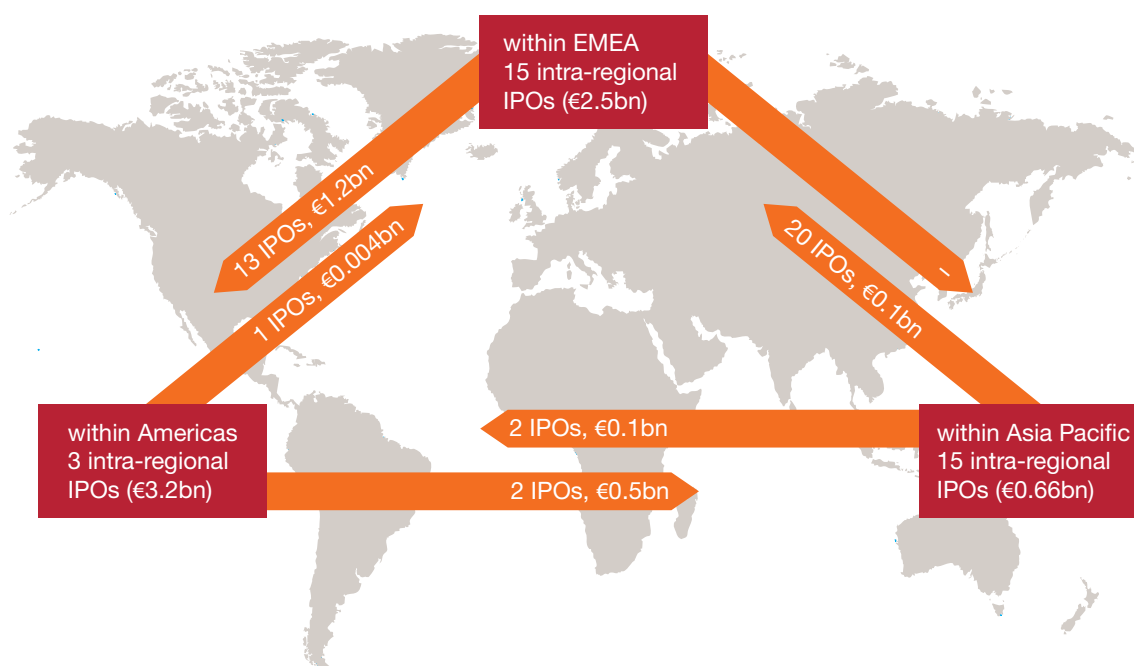 within EMEA
15 intra-regional
IPOs (€2.5bn)
13 IPOs, €1.2bn
1 IPOs, €0.004bn
–
20 IPOs, €0.1bn
within Americas
3 intra-regional
IPOs (€3.2bn)
2 IPOs, €0.1bn
2 IPOs, €0.5bn
within Asia Pacific
15 intra-regional
IPOs (€0.66bn)